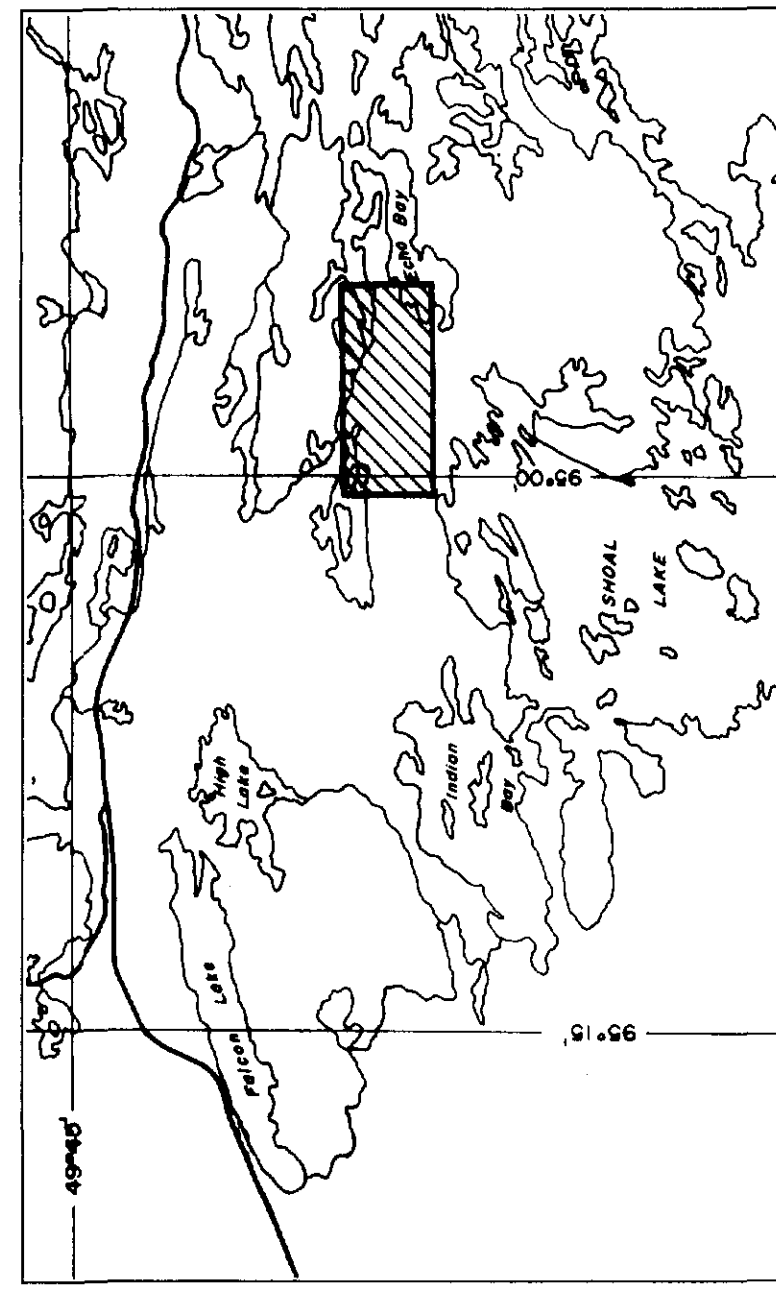 49°45'
Falcon Lake
High
Lake
Indian
Bay
Echo Bay
SHOAL
LAKE
95°15'
95°00'